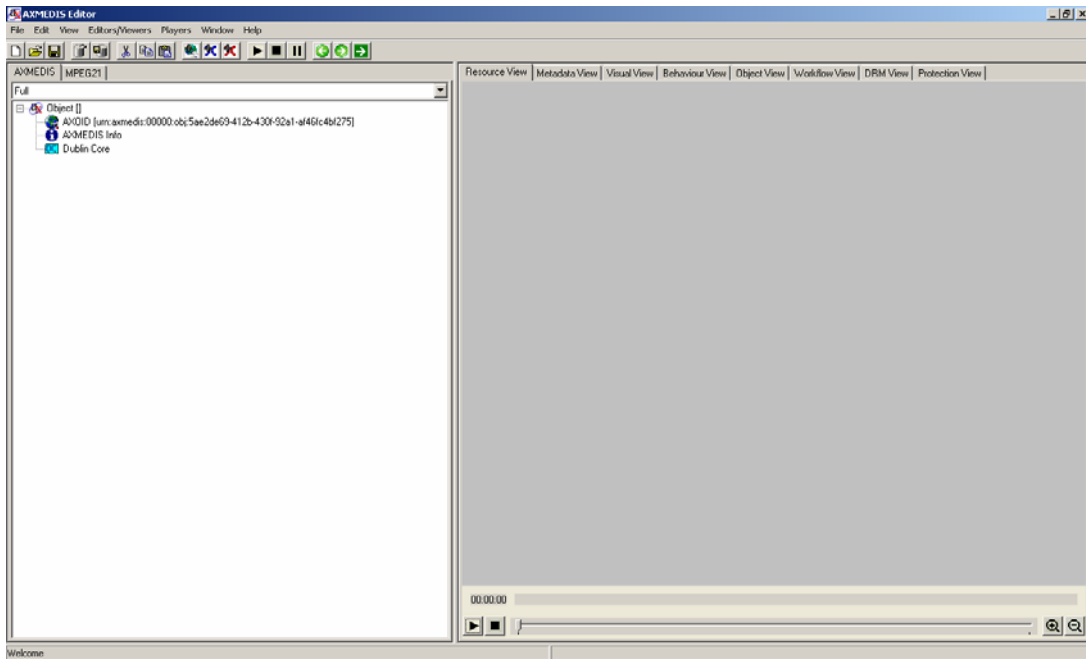 AXMEDIS Editor
File Edit View Editors/Viewers Players Window Help
AXMEDIS MPEG21
Resource View Metadata View Visual View Behaviour View Object View Workflow View DRM View Protection View
Full
Object []
AXOID [urn:axmedis:00000:obj:5ae2de69-412b-430f-92a1-af46fc4bf275]
AXMEDIS Info
Dublin Core
00:00:00
Welcome